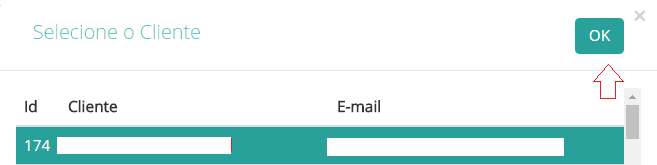 Selecione o Cliente
OK
Id Cliente E-mail
174